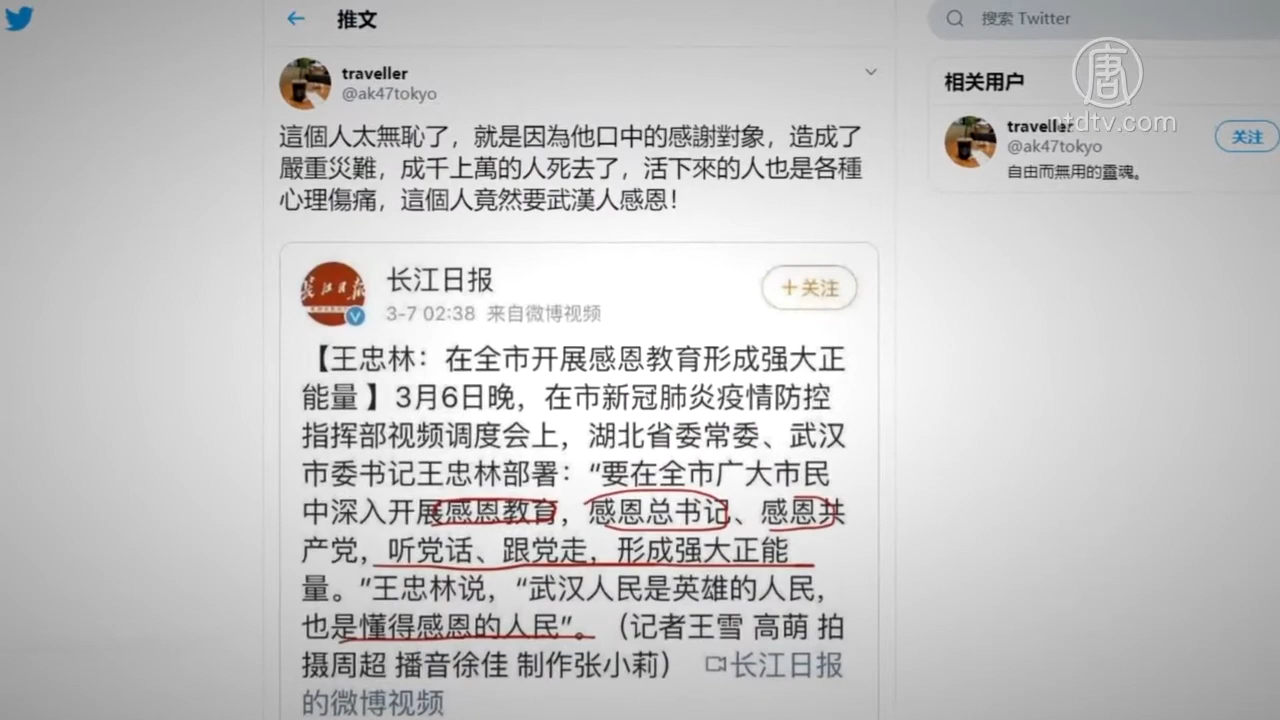 推文
搜索 Twitter
traveller
@ak47tokyo
這個人太無恥了，就是因為他口中的感謝對象，造成了
嚴重災難，成千上萬的人死去了，活下來的人也是各種
心理傷痛，這個人竟然要武漢人感恩！
长江日报
3-7 02:38 来自微博视频
＋关注
【王忠林：在全市开展感恩教育形成强大正
能量 】3月6日晚，在市新冠肺炎疫情防控
指挥部视频调度会上，湖北省委常委、武汉
市委书记王忠林部署：“要在全市广大市民
中深入开展感恩教育，感恩总书记、感恩共
产党，听党话、跟党走，形成强大正能
量。”王忠林说，“武汉人民是英雄的人民，
也是懂得感恩的人民”。（记者王雪 高萌 拍
摄周超 播音徐佳 制作张小莉） 长江日报
的微博视频
相关用户
traveller
@ak47tokyo
关注
自由而無用的靈魂。
唐
ntdtv.com
长江日报